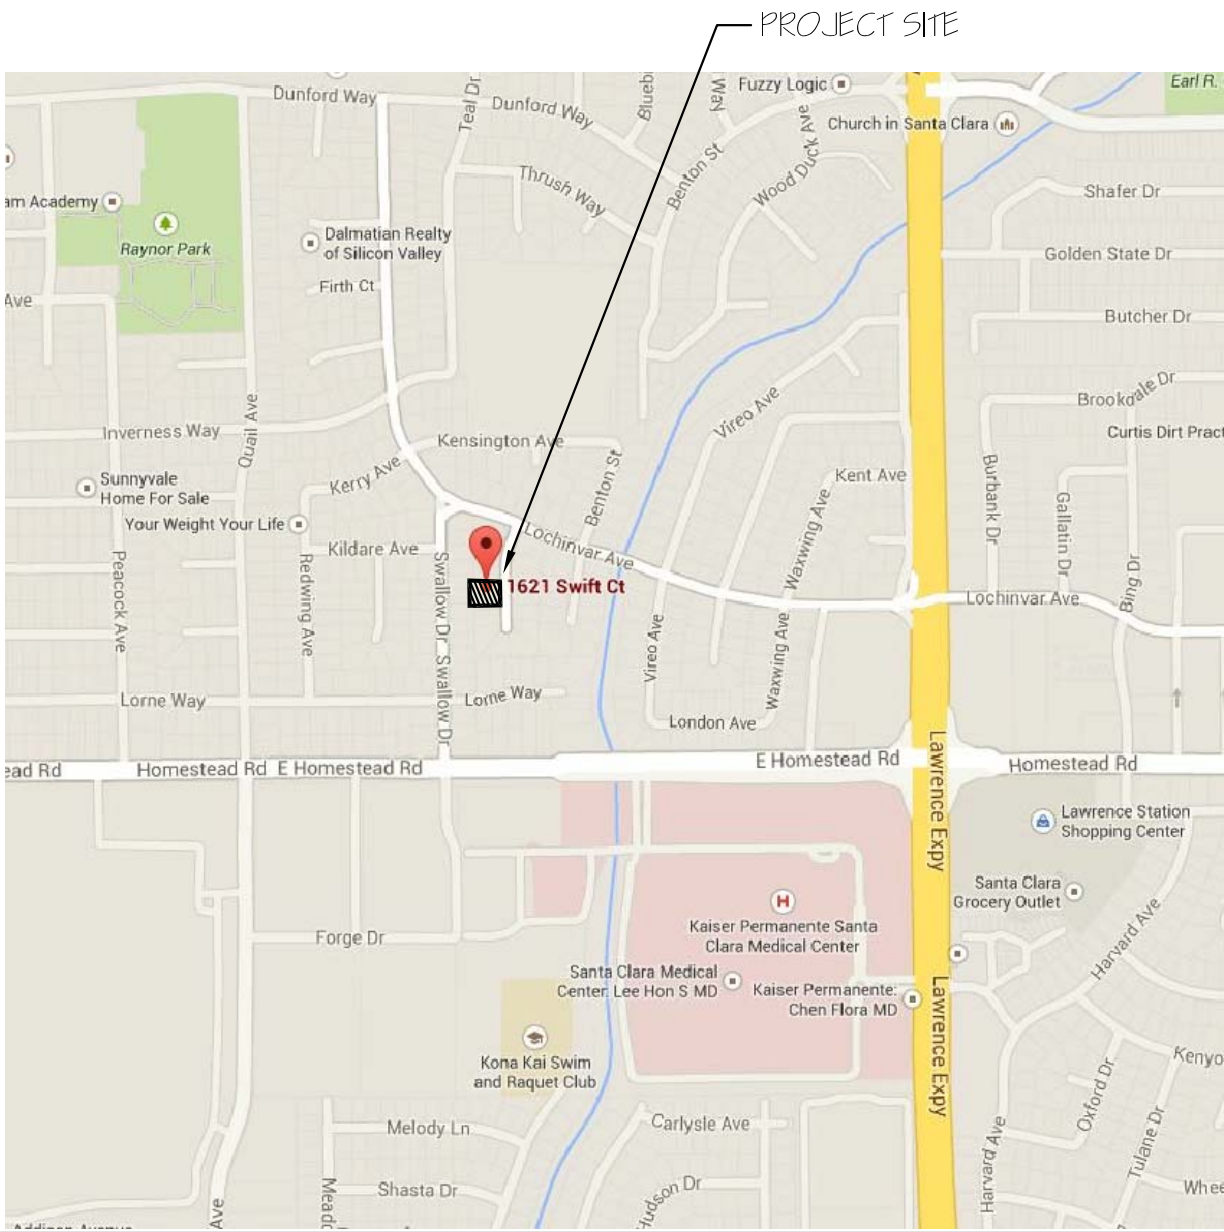 PROJECT SITE
Earl R.
Fuzzy Logic
Dunford Way
Teal Dr
Dunford Way
Way
Church in Santa Clara
Wood Duck Ave
Benton St
Thrush Way
Shafer Dr
am Academy
Raynor Park
Dalmatian Realty
of Silicon Valley
Golden State Dr
Firth Ct
Ave
Butcher Dr
Brookdale Dr
Vireo Ave
Quail Ave
Inverness Way
Kensington Ave
Curtis Dirt Pract
Kerry Ave
Benton St
Kent Ave
Sunnyvale
Home For Sale
Burbank Dr
Gallatin Dr
Your Weight Your Life
Waxwing Ave
Lochinvar Ave
Kildare Ave
Peacock Ave
Redwing Ave
Swallow Dr
1621 Swift Ct
Bing Dr
Lochinvar Ave
Vireo Ave
Waxwing Ave
Swallow Dr
Lorne Way
Lorne Way
London Ave
ead Rd
Homestead Rd
E Homestead Rd
E Homestead Rd
Homestead Rd
Lawrence Expy
Lawrence Station
Shopping Center
Santa Clara
Grocery Outlet
Kaiser Permanente Santa
Clara Medical Center
Forge Dr
Harvard Ave
Santa Clara Medical
Center: Lee Hon S MD
Kaiser Permanente:
Chen Flora MD
Lawrence Expy
Kona Kai Swim
and Raquet Club
Kenyo
Oxford Dr
Melody Ln
Carlysle Ave
Tulane Dr
Harvard Ave
Shasta Dr
Hudson Dr
Whee
Mead
Ave